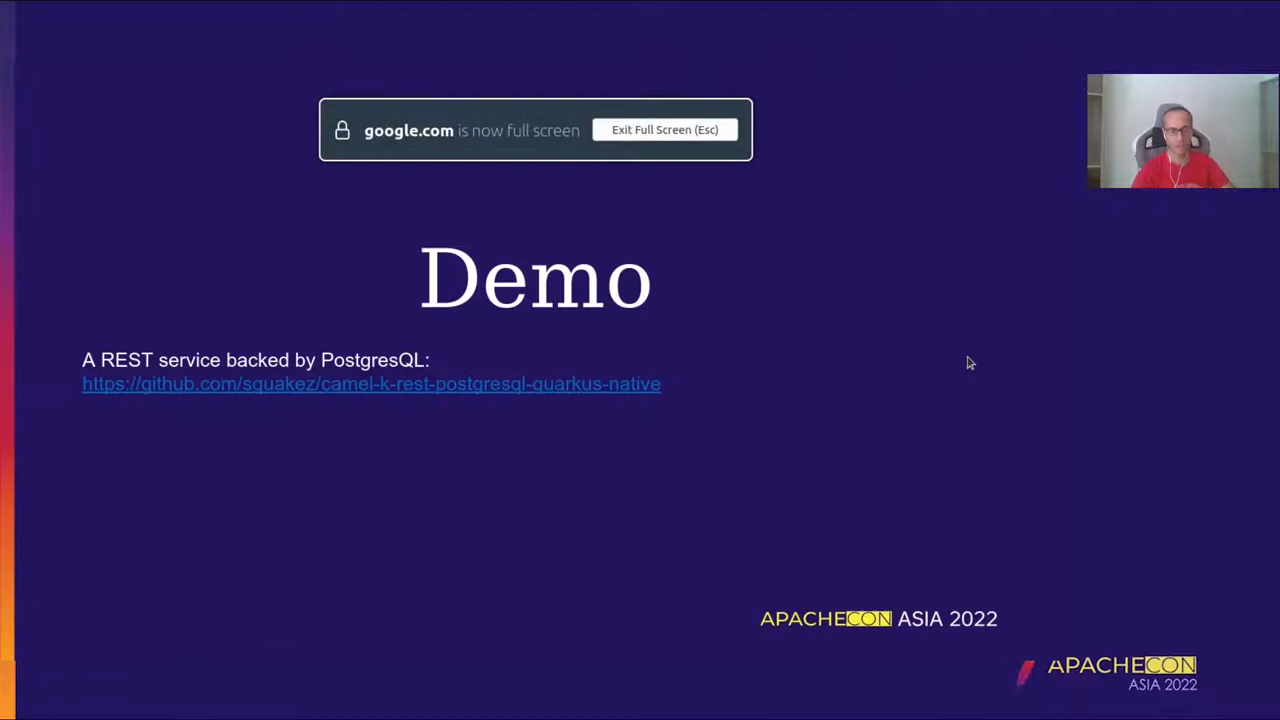 google.com is now full screen
Exit Full Screen (Esc)
Demo
A REST service backed by PostgresQL:
https://github.com/squakez/camel-k-rest-postgresql-quarkus-native
APACHECON ASIA 2022
APACHECON
ASIA 2022